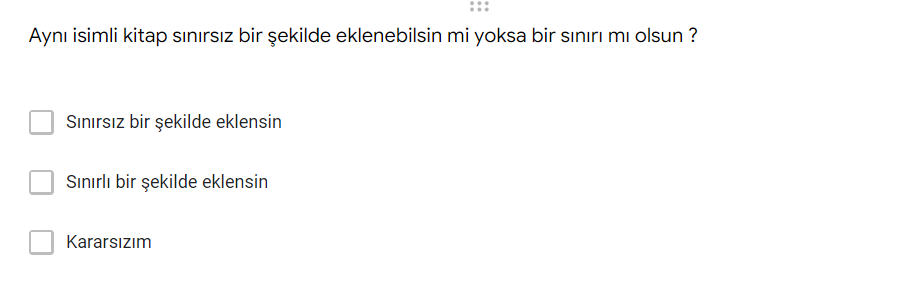 Aynı isimli kitap sınırsız bir şekilde eklenebilsin mi yoksa bir sınırı mı olsun ?
Sınırsız bir şekilde eklensin
Sınırlı bir şekilde eklensin
Kararsızım